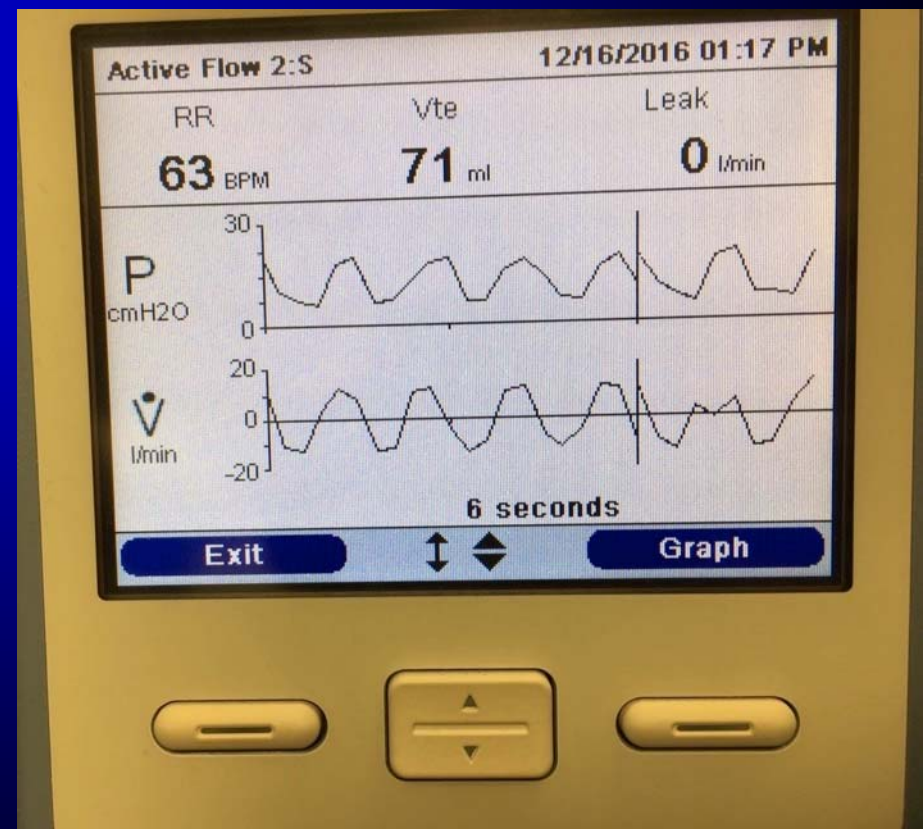 Active Flow 2:S 12/16/2016 01:17 PM
RR Vte Leak
63 BPM 71 ml 0 l/min
30
P
cmH2O
0
20
V̇ 0
l/min
-20
6 seconds
Exit Graph